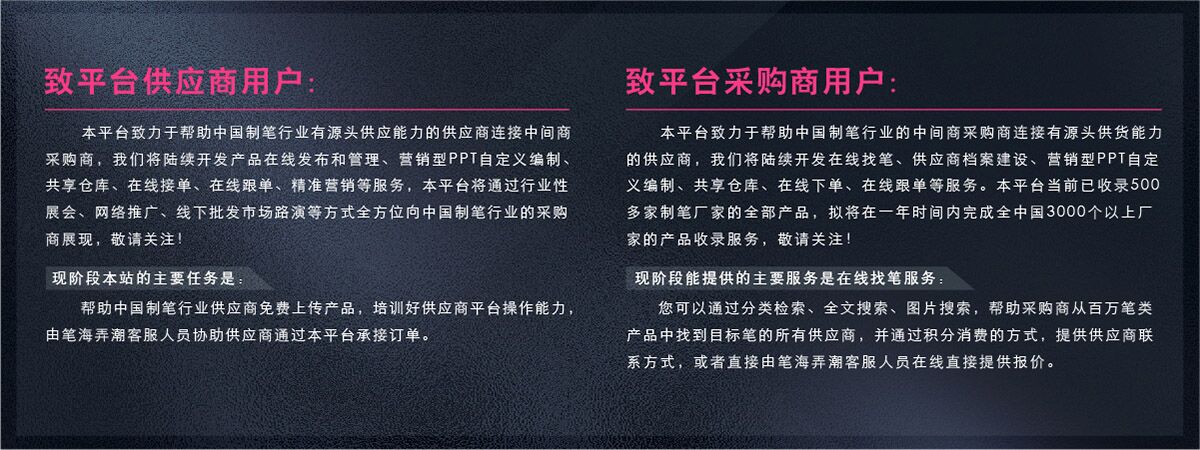 致平台供应商用户：
本平台致力于帮助中国制笔行业有源头供应能力的供应商连接中间商
采购商，我们将陆续开发产品在线发布和管理、营销型PPT自定义编制、
共享仓库、在线接单、在线跟单、精准营销等服务，本平台将通过行业性
展会、网络推广、线下批发市场路演等方式全方位向中国制笔行业的采购
商展现，敬请关注！
现阶段本站的主要任务是：
帮助中国制笔行业供应商免费上传产品，培训好供应商平台操作能力，
由笔海弄潮客服人员协助供应商通过本平台承接订单。
致平台采购商用户：
本平台致力于帮助中国制笔行业的中间商采购商连接有源头供货能力
的供应商，我们将陆续开发在线找笔、供应商档案建设、营销型PPT自定
义编制、共享仓库、在线下单、在线跟单等服务。本平台当前已收录500
多家制笔厂家的全部产品，拟将在一年时间内完成全中国3000个以上厂
家的产品收录服务，敬请关注！
现阶段能提供的主要服务是在线找笔服务：
您可以通过分类检索、全文搜索、图片搜索，帮助采购商从百万笔类
产品中找到目标笔的所有供应商，并通过积分消费的方式，提供供应商联
系方式，或者直接由笔海弄潮客服人员在线直接提供报价。